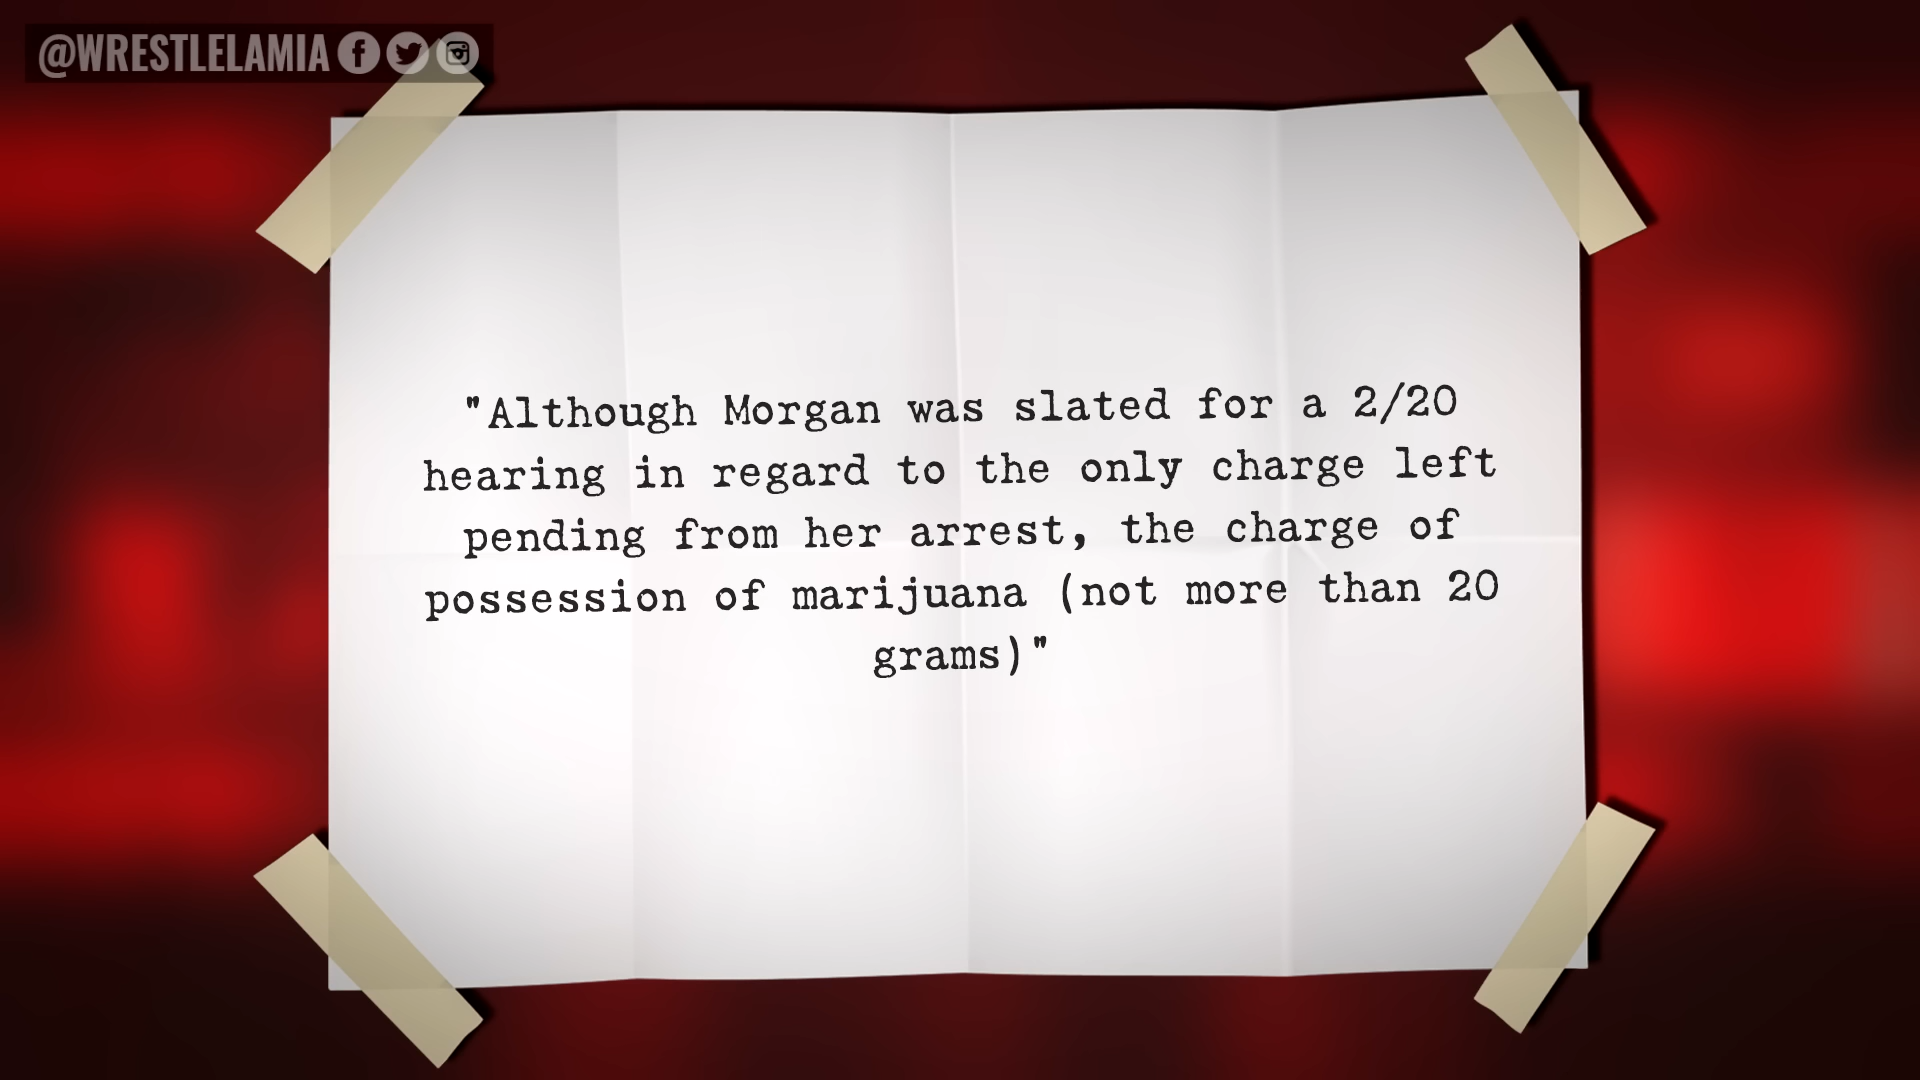 @WRESTLELAMIA
"Although Morgan was slated for a 2/20
hearing in regard to the only charge left
pending from her arrest, the charge of
possession of marijuana (not more than 20
grams)"